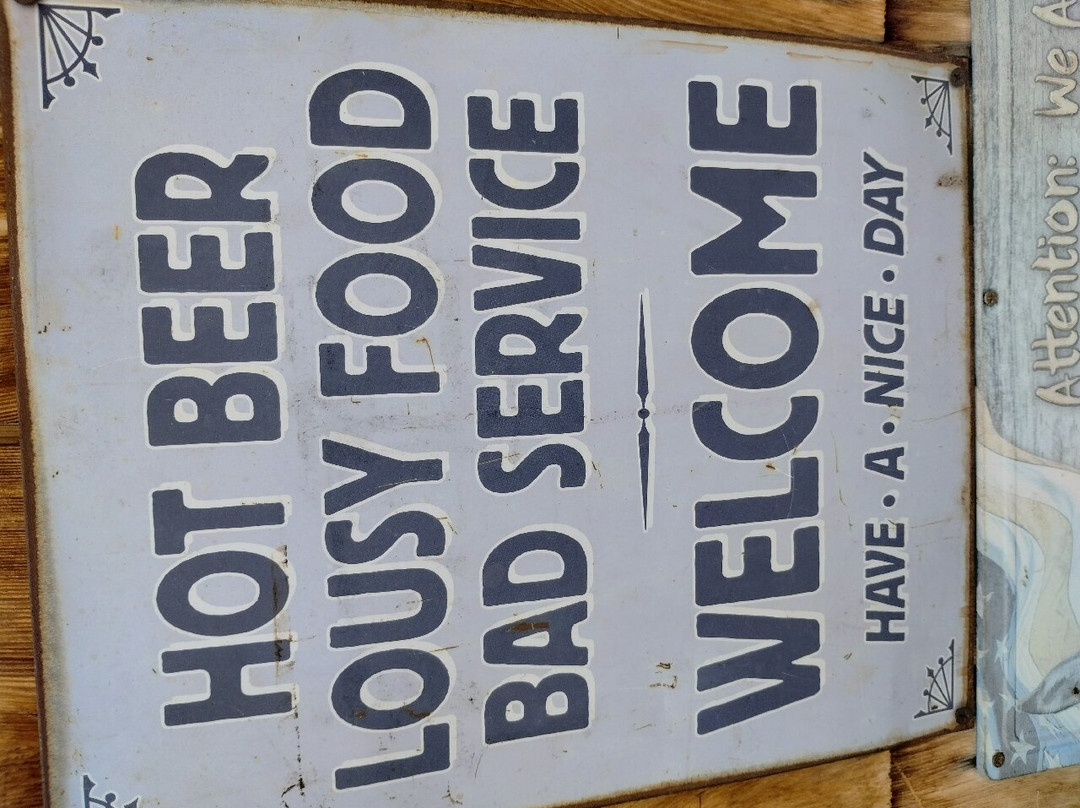 HOT BEER
LOUSY FOOD
BAD SERVICE
WELCOME
HAVE • A • NICE • DAY
Attention: We